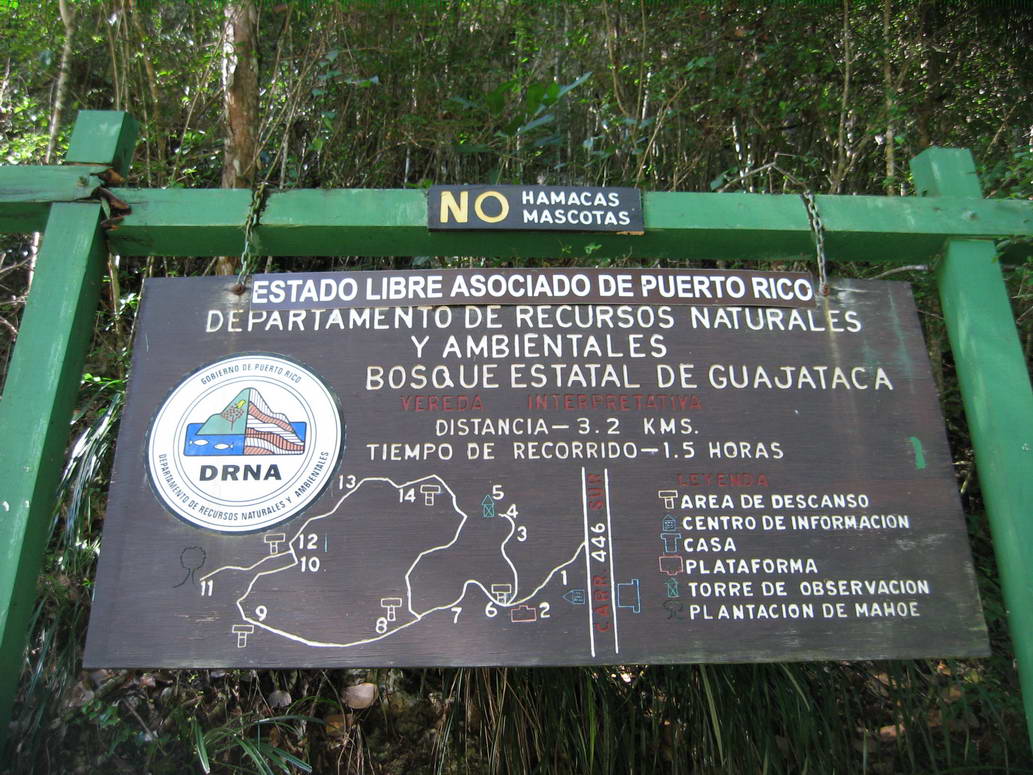 NO HAMACAS
MASCOTAS
ESTADO LIBRE ASOCIADO DE PUERTO RICO
DEPARTAMENTO DE RECURSOS NATURALES
Y AMBIENTALES
BOSQUE ESTATAL DE GUAJATACA
VEREDA INTERPRETATIVA
DISTANCIA-3.2 KMS.
TIEMPO DE RECORRIDO-1.5 HORAS
GOBIERNO DE PUERTO RICO
DRNA
DEPARTAMENTO DE RECURSOS NATURALES Y AMBIENTALES
13
14
5
4
3
12
10
11
9
8
7
6
2
1
CARR 446 SUR
LEYENDA
AREA DE DESCANSO
CENTRO DE INFORMACION
CASA
PLATAFORMA
TORRE DE OBSERVACION
PLANTACION DE MAHOE